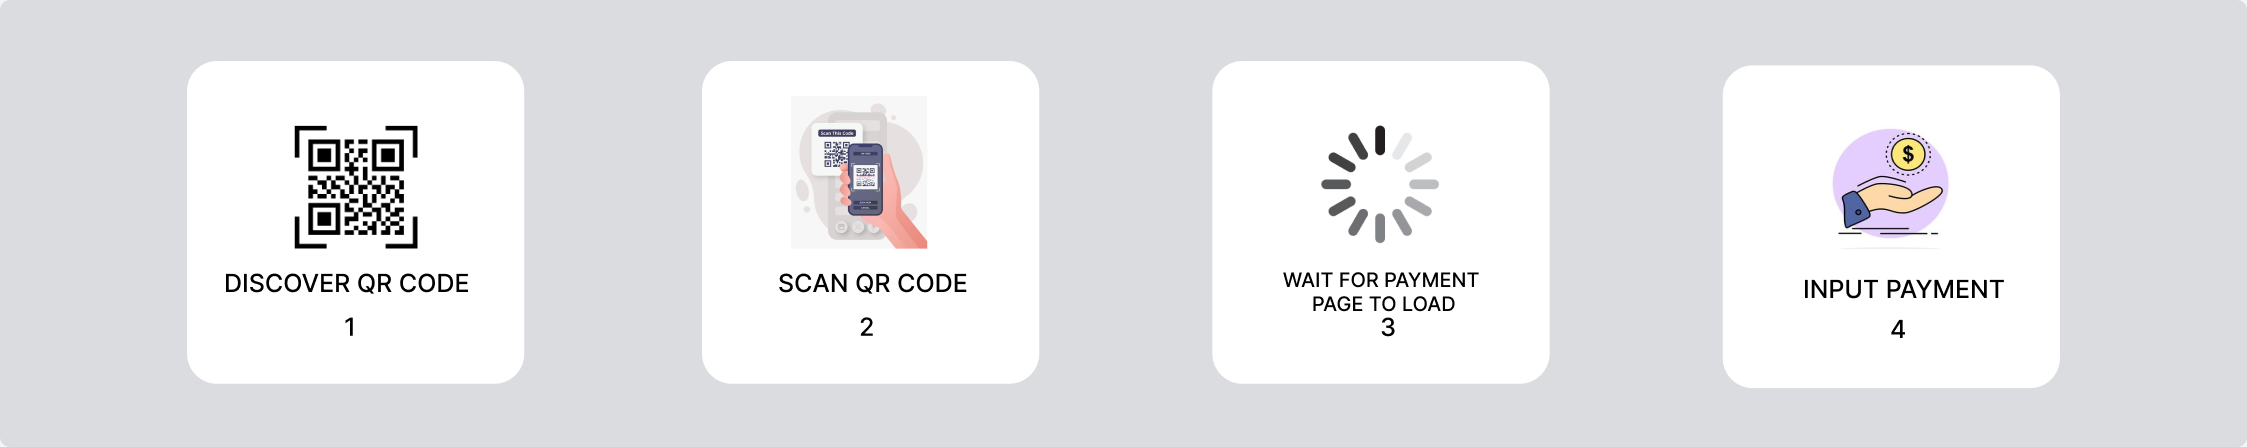 DISCOVER QR CODE
1
Scan This Code
SCAN QR CODE
2
WAIT FOR PAYMENT
PAGE TO LOAD
3
$
INPUT PAYMENT
4